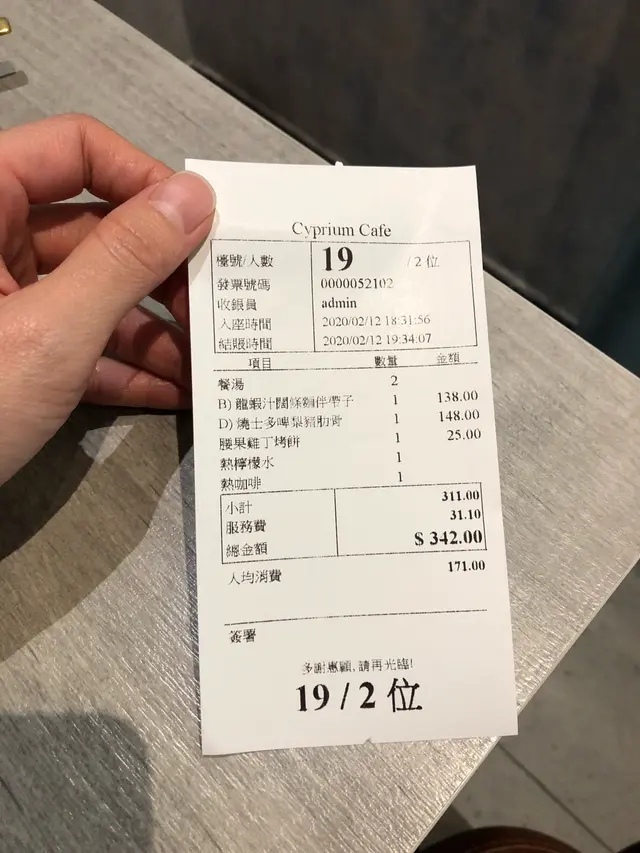 Cyprium Cafe
檯號/人數 19 / 2 位
發票號碼 0000052102
收銀員 admin
入座時間 2020/02/12 18:31:56
結賬時間 2020/02/12 19:34:07
項目 數量 金額
餐湯 2
B) 龍蝦汁闊條麵伴帶子 1 138.00
D) 燒士多啤梨豬肋骨 1 148.00
腰果雞丁烤餅 1 25.00
熱檸檬水 1
熱咖啡 1
小計 311.00
服務費 31.10
總金額 $ 342.00
人均消費 171.00
簽署
多謝惠顧, 請再光臨!
19 / 2 位